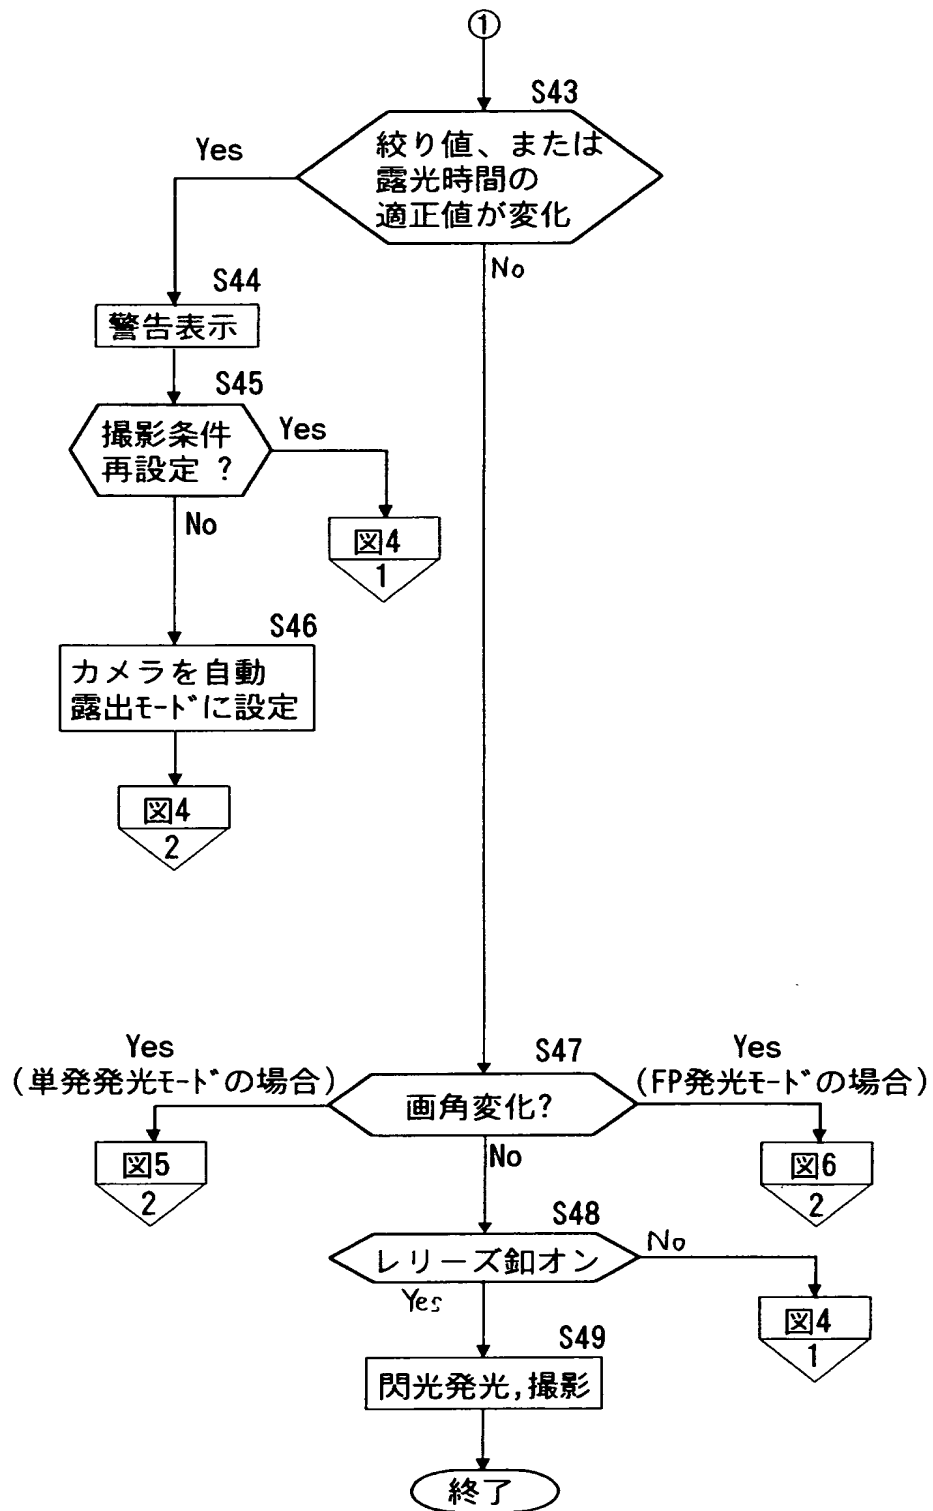 ①
S43
絞り値、または
露光時間の
適正値が変化
Yes
No
S44
警告表示
S45
撮影条件
再設定 ?
Yes
No
図4
1
S46
カメラを自動
露出ﾓｰﾄﾞに設定
図4
2
S47
画角変化?
Yes
(単発発光ﾓｰﾄﾞの場合)
Yes
(FP発光ﾓｰﾄﾞの場合)
図5
2
No
図6
2
S48
レリーズ釦オン
No
Yes
図4
1
S49
閃光発光,撮影
終了